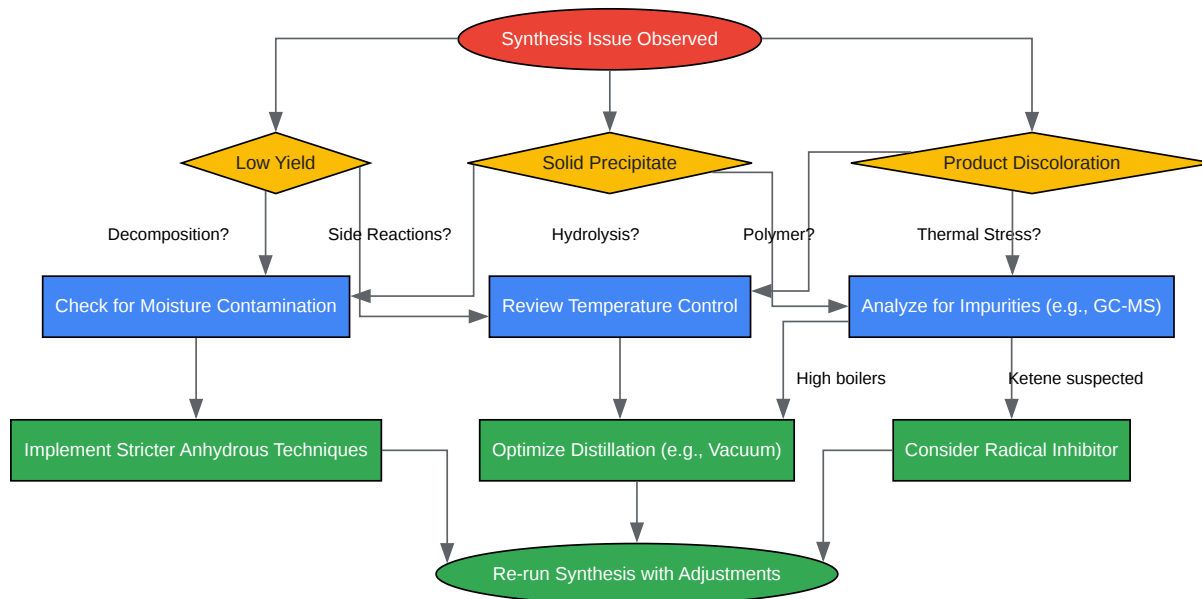 Synthesis Issue Observed
Low Yield
Solid Precipitate
Product Discoloration
Decomposition?
Side Reactions?
Hydrolysis?
Polymer?
Thermal Stress?
Check for Moisture Contamination
Review Temperature Control
Analyze for Impurities (e.g., GC-MS)
High boilers
Ketene suspected
Implement Stricter Anhydrous Techniques
Optimize Distillation (e.g., Vacuum)
Consider Radical Inhibitor
Re-run Synthesis with Adjustments